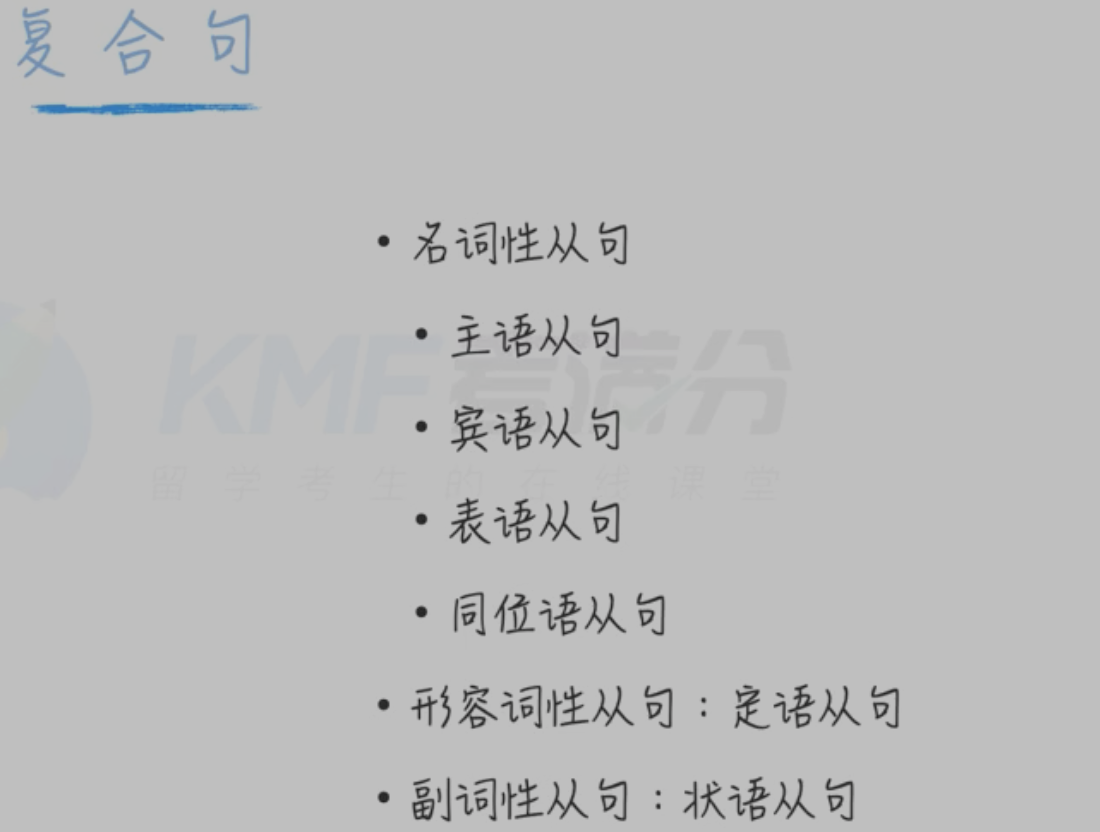 复合句
• 名词性从句
• 主语从句
KMF考满分
• 宾语从句
留学考生的在线课堂
• 表语从句
• 同位语从句
• 形容词性从句：定语从句
• 副词性从句：状语从句